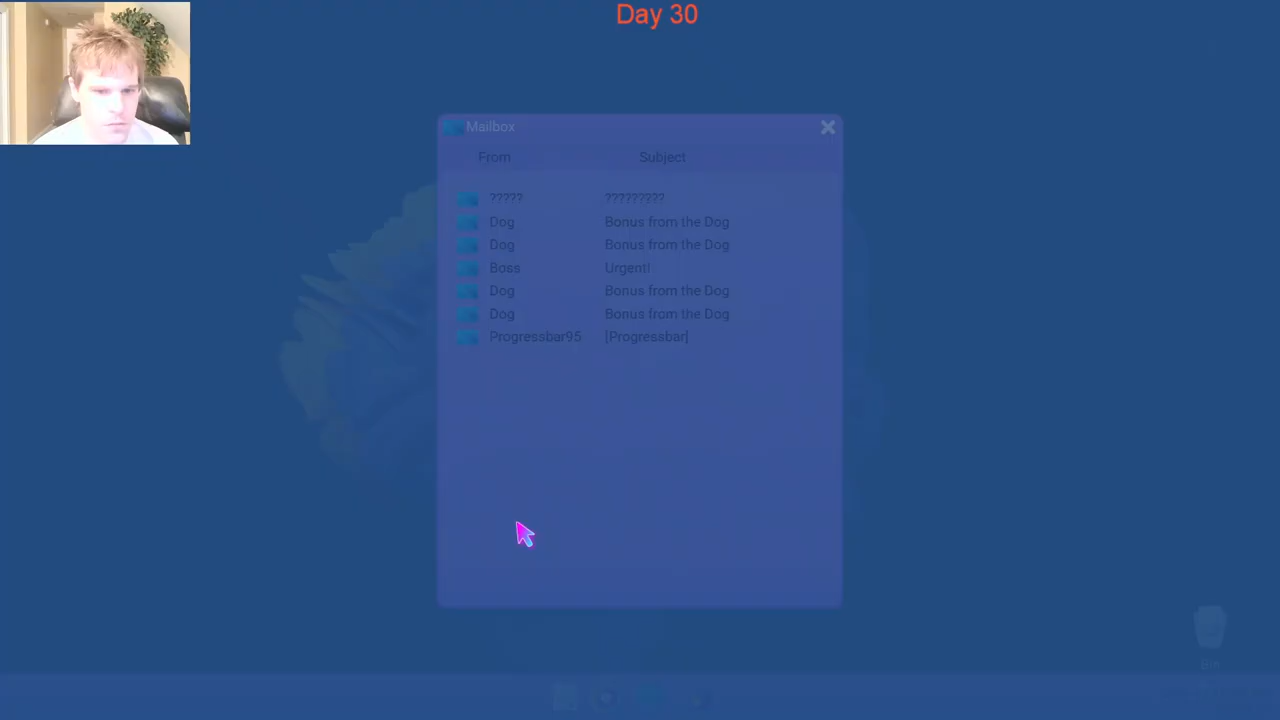 Day 30
Mailbox
From Subject
????? ?????????
Dog Bonus from the Dog
Dog Bonus from the Dog
Boss Urgent!
Dog Bonus from the Dog
Dog Bonus from the Dog
Progressbar95 [Progressbar]
Bin